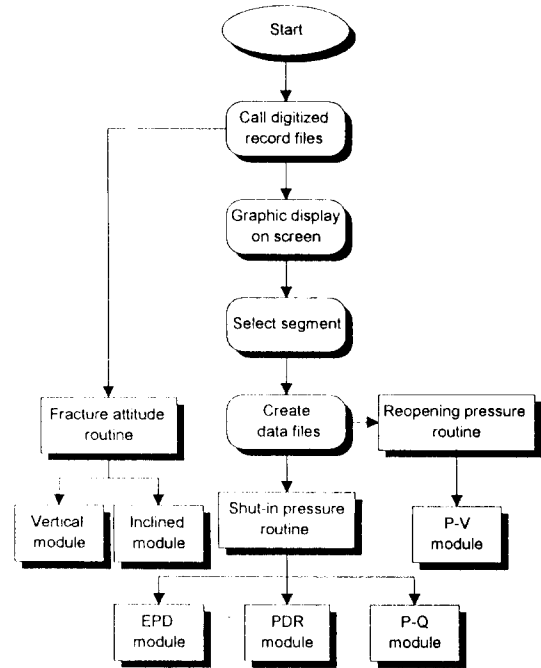 Start
Call digitized
record files
Graphic display
on screen
Select segment
Create
data files
Fracture attitude
routine
Reopening pressure
routine
Vertical
module
Inclined
module
Shut-in pressure
routine
P-V
module
EPD
module
PDR
module
P-Q
module